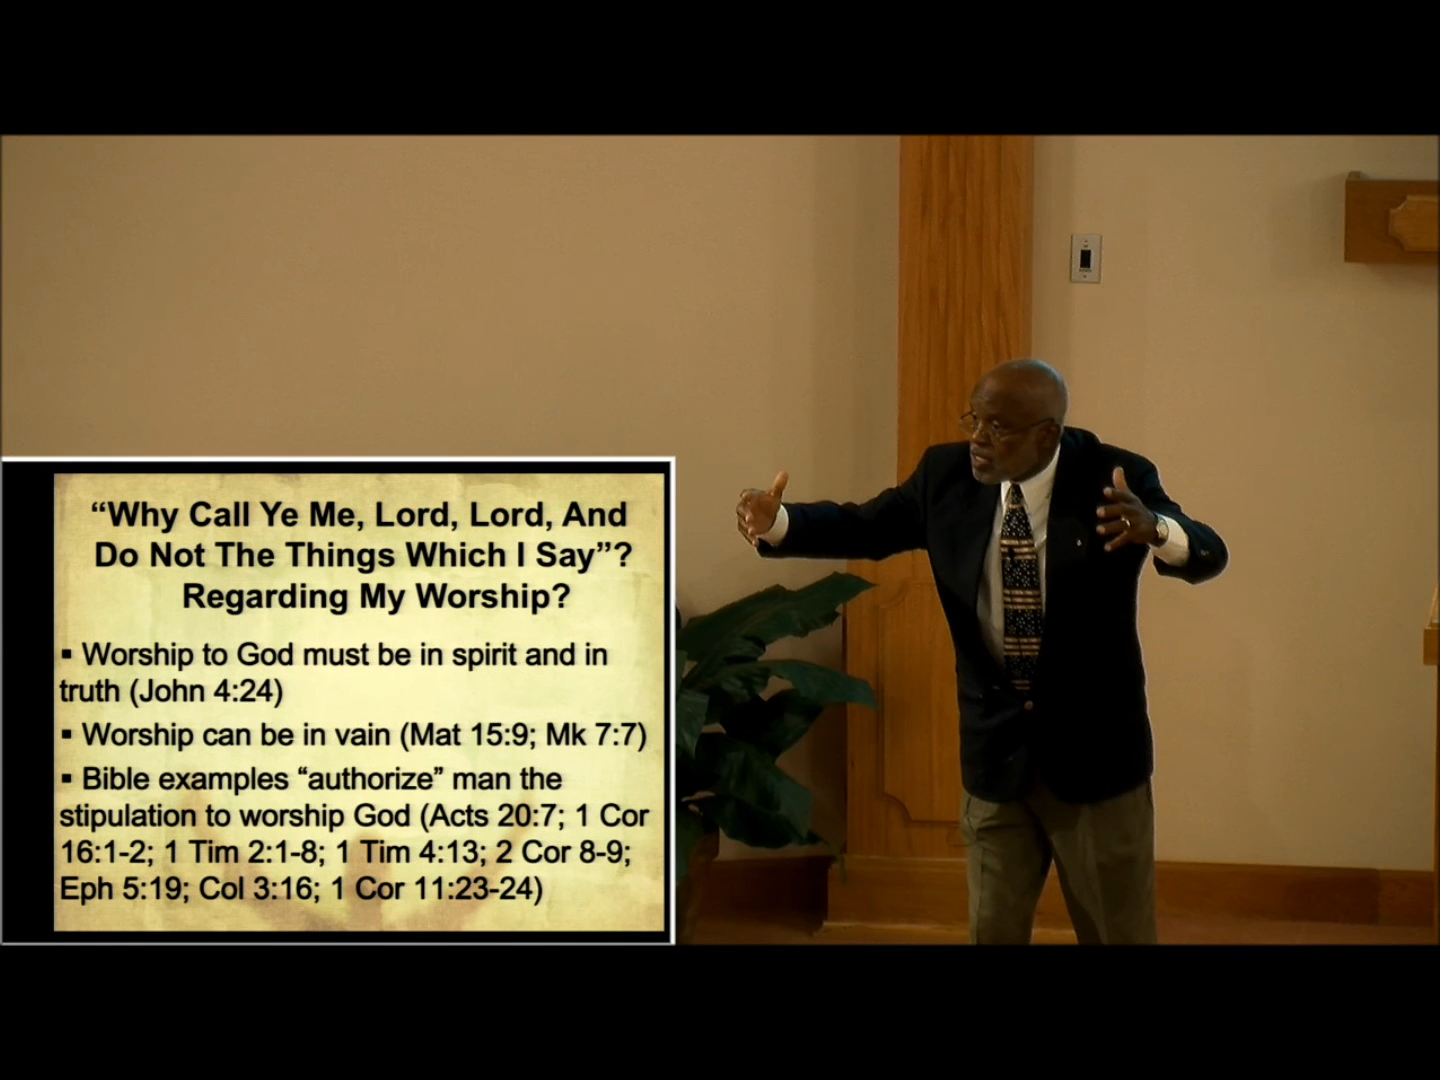 “Why Call Ye Me, Lord, Lord, And
Do Not The Things Which I Say”?
Regarding My Worship?
▪ Worship to God must be in spirit and in
truth (John 4:24)
▪ Worship can be in vain (Mat 15:9; Mk 7:7)
▪ Bible examples “authorize” man the
stipulation to worship God (Acts 20:7; 1 Cor
16:1-2; 1 Tim 2:1-8; 1 Tim 4:13; 2 Cor 8-9;
Eph 5:19; Col 3:16; 1 Cor 11:23-24)